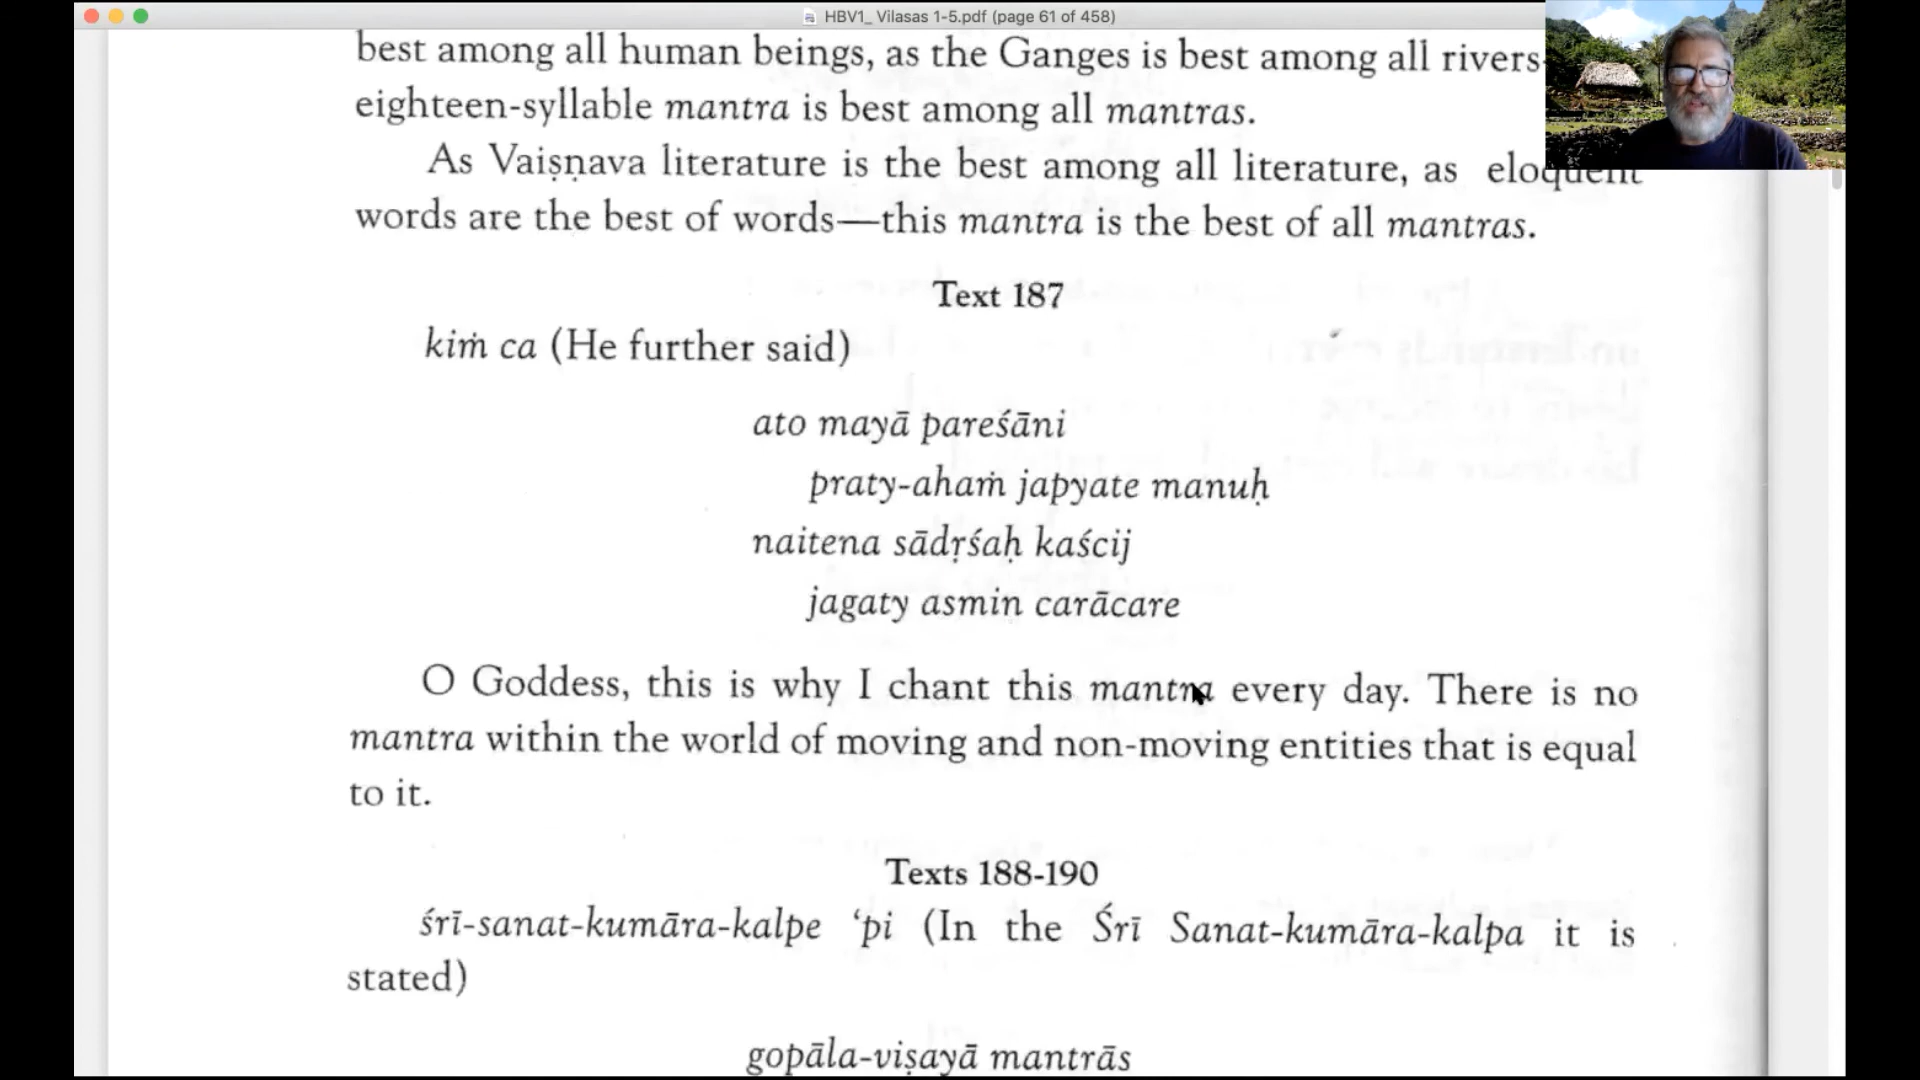 HBV1_ Vilasas 1-5.pdf (page 61 of 458)
best among all human beings, as the Ganges is best among all rivers
eighteen-syllable mantra is best among all mantras.
As Vaiṣṇava literature is the best among all literature, as eloquent
words are the best of words—this mantra is the best of all mantras.
Text 187
kiṁ ca (He further said)
ato mayā pareśāni
praty-ahaṁ japyate manuḥ
naitena sādṛśaḥ kaścij
jagaty asmin carācare
O Goddess, this is why I chant this mantra every day. There is no
mantra within the world of moving and non-moving entities that is equal
to it.
Texts 188-190
śrī-sanat-kumāra-kalpe ‘pi (In the Śrī Sanat-kumāra-kalpa it is
stated)
gopāla-viṣayā mantrās